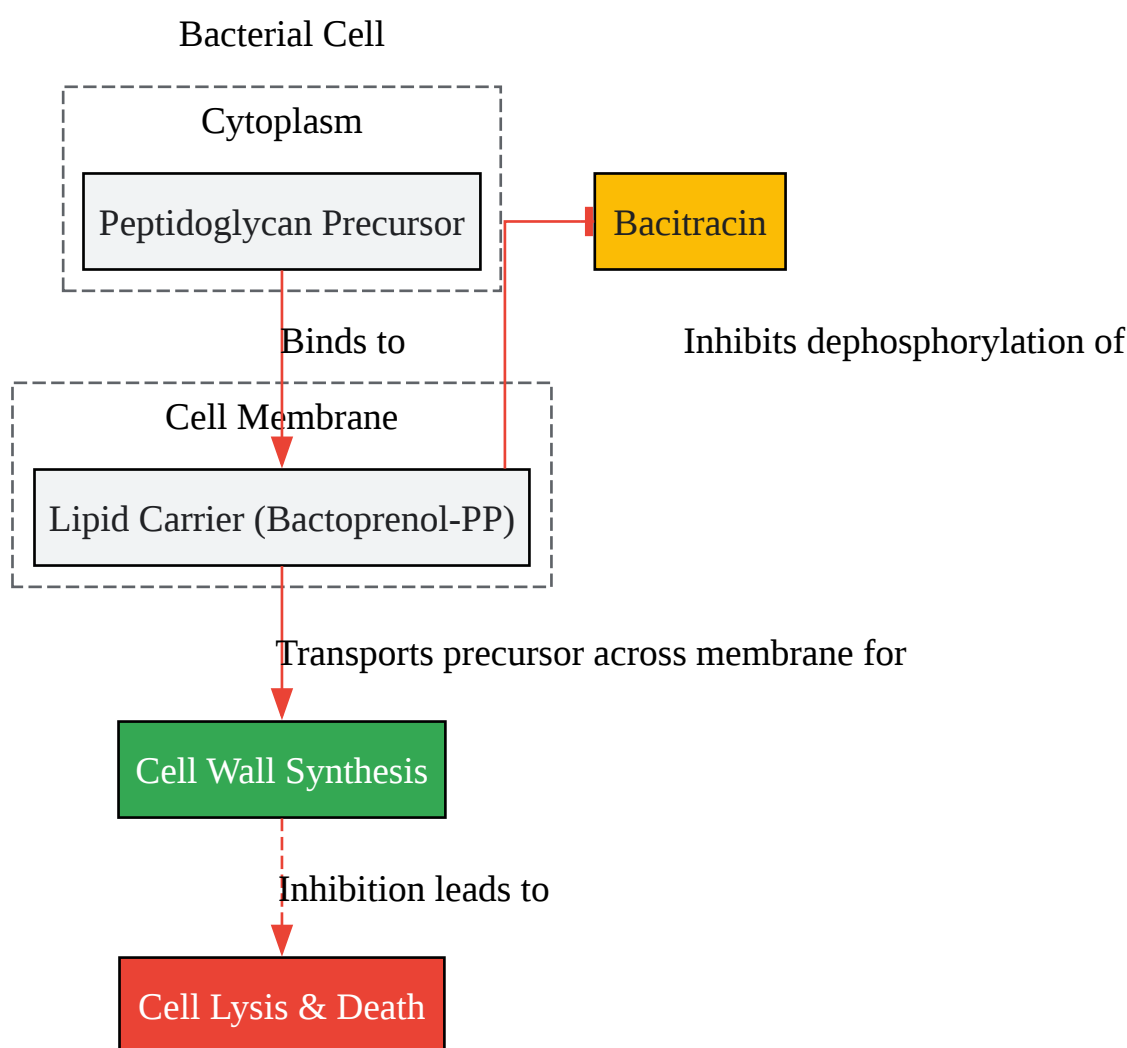 Bacterial Cell
Cytoplasm
Peptidoglycan Precursor
Bacitracin
Binds to
Inhibits dephosphorylation of
Cell Membrane
Lipid Carrier (Bactoprenol-PP)
Transports precursor across membrane for
Cell Wall Synthesis
Inhibition leads to
Cell Lysis & Death